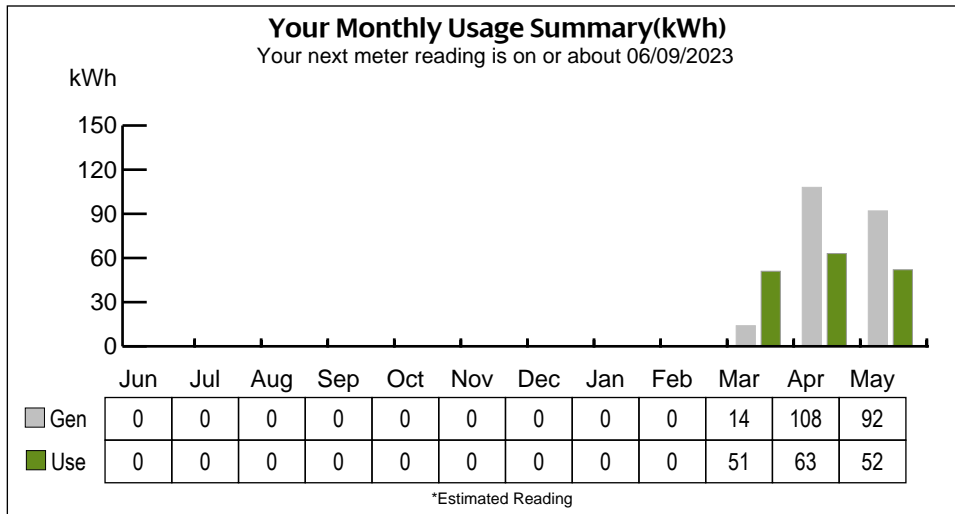 Your Monthly Usage Summary(kWh)
Your next meter reading is on or about 06/09/2023
kWh
150
120
90
60
30
0
Jun Jul Aug Sep Oct Nov Dec Jan Feb Mar Apr May
Gen 0 0 0 0 0 0 0 0 0 14 108 92
Use 0 0 0 0 0 0 0 0 0 51 63 52
*Estimated Reading